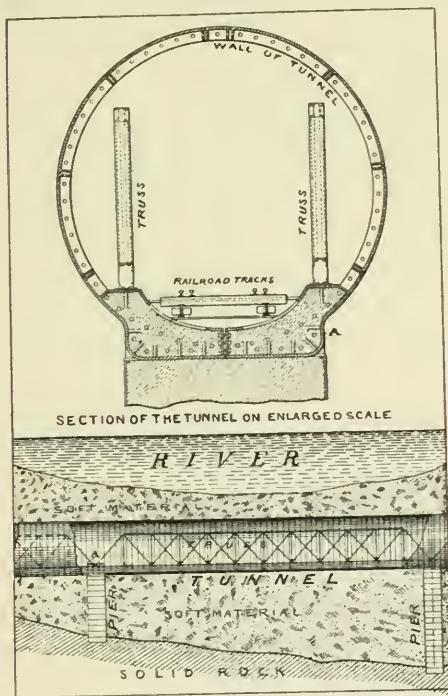 WALL OF TUNNEL
TRUSS
TRUSS
RAILROAD TRACKS
A
SECTION OF THE TUNNEL ON ENLARGED SCALE
RIVER
SOFT MATERIAL
TRUSS
A
TUNNEL
SOFT MATERIAL
PIER
PIER
SOLID ROCK